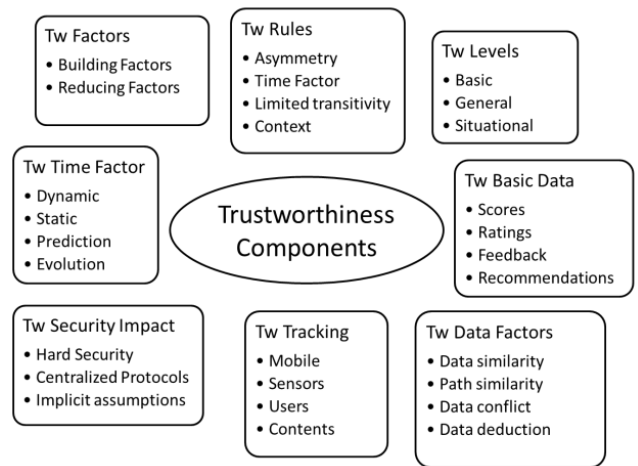 Tw Factors
• Building Factors
• Reducing Factors
Tw Rules
• Asymmetry
• Time Factor
• Limited transitivity
• Context
Tw Levels
• Basic
• General
• Situational
Tw Time Factor
• Dynamic
• Static
• Prediction
• Evolution
Trustworthiness
Components
Tw Basic Data
• Scores
• Ratings
• Feedback
• Recommendations
Tw Security Impact
• Hard Security
• Centralized Protocols
• Implicit assumptions
Tw Tracking
• Mobile
• Sensors
• Users
• Contents
Tw Data Factors
• Data similarity
• Path similarity
• Data conflict
• Data deduction